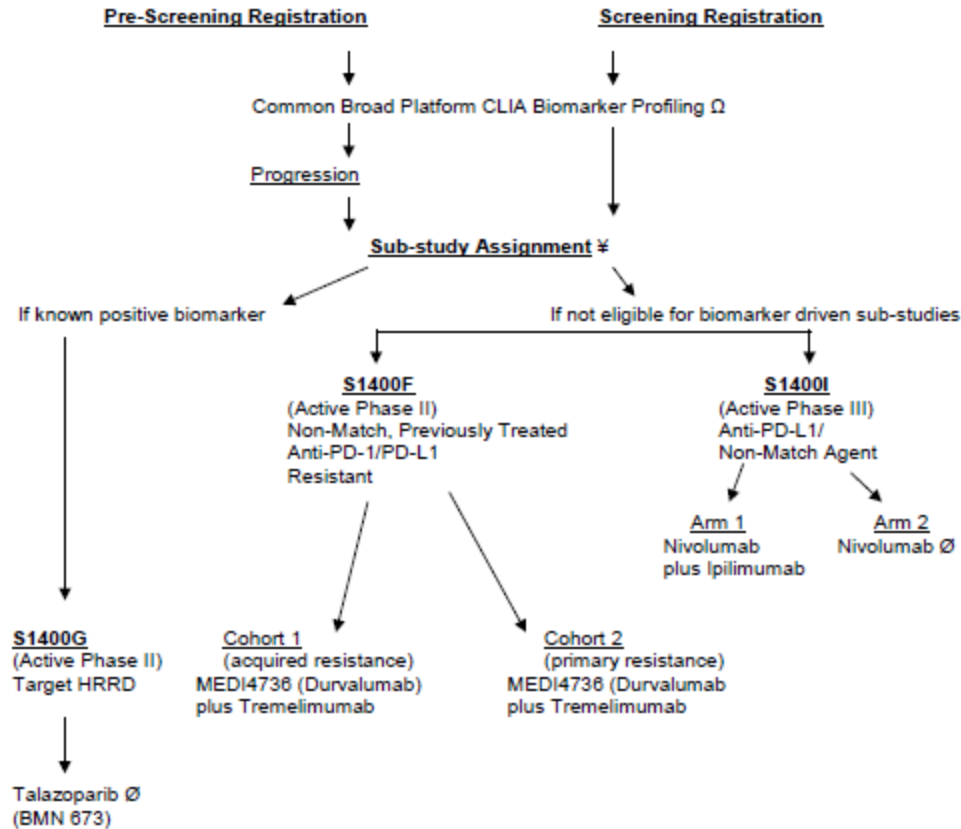 Pre-Screening Registration
Screening Registration
Common Broad Platform CLIA Biomarker Profiling Ω
Progression
Sub-study Assignment ¥
If known positive biomarker
If not eligible for biomarker driven sub-studies
S1400F
(Active Phase II)
Non-Match, Previously Treated
Anti-PD-1/PD-L1
Resistant
S1400I
(Active Phase III)
Anti-PD-L1/
Non-Match Agent
Arm 1
Nivolumab
plus Ipilimumab
Arm 2
Nivolumab Ø
S1400G
(Active Phase II)
Target HRRD
Cohort 1
(acquired resistance)
MEDI4736 (Durvalumab)
plus Tremelimumab
Cohort 2
(primary resistance)
MEDI4736 (Durvalumab
plus Tremelimumab
Talazoparib Ø
(BMN 673)